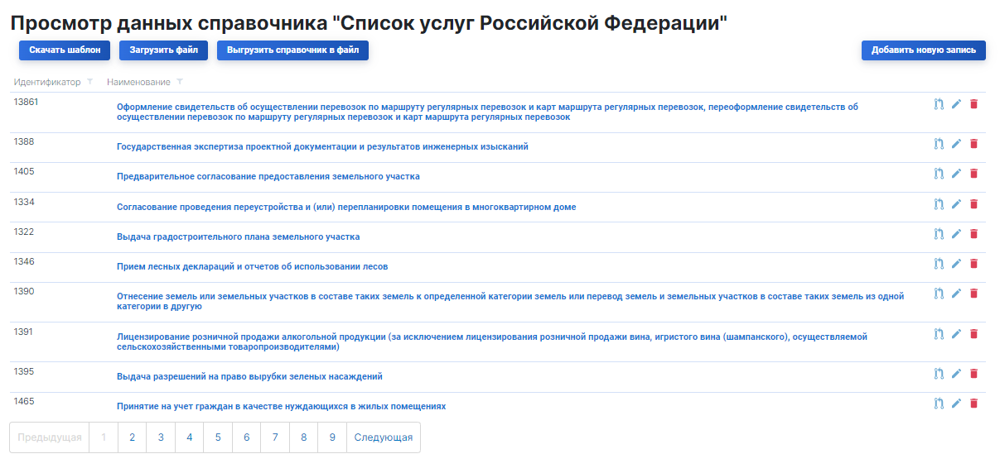 Просмотр данных справочника "Список услуг Российской Федерации"
Скачать шаблон Загрузить файл Выгрузить справочник в файл Добавить новую запись
Идентификатор Наименование
13861
Оформление свидетельств об осуществлении перевозок по маршруту регулярных перевозок и карт маршрута регулярных перевозок, переоформление свидетельств об
осуществлении перевозок по маршруту регулярных перевозок и карт маршрута регулярных перевозок
1388
Государственная экспертиза проектной документации и результатов инженерных изысканий
1405
Предварительное согласование предоставления земельного участка
1334
Согласование проведения переустройства и (или) перепланировки помещения в многоквартирном доме
1322
Выдача градостроительного плана земельного участка
1346
Прием лесных деклараций и отчетов об использовании лесов
1390
Отнесение земель или земельных участков в составе таких земель к определенной категории земель или перевод земель и земельных участков в составе таких земель из одной
категории в другую
1391
Лицензирование розничной продажи алкогольной продукции (за исключением лицензирования розничной продажи вина, игристого вина (шампанского), осуществляемой
сельскохозяйственными товаропроизводителями)
1395
Выдача разрешений на право вырубки зеленых насаждений
1465
Принятие на учет граждан в качестве нуждающихся в жилых помещениях
Предыдущая 1 2 3 4 5 6 7 8 9 Следующая